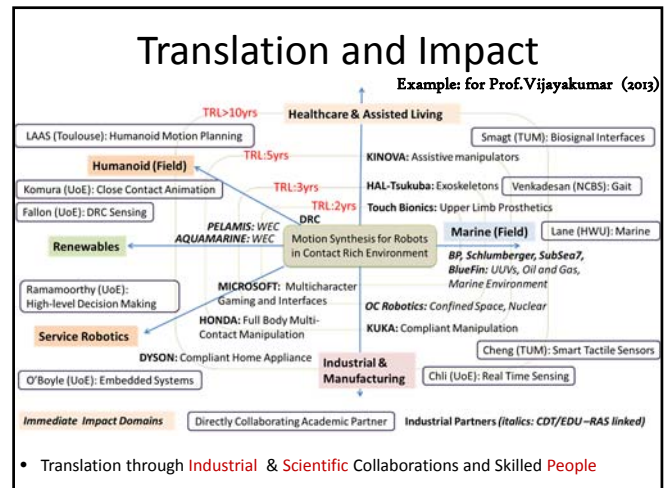 Translation and Impact
Example: for Prof.Vijayakumar (2013)
TRL>10yrs
Healthcare & Assisted Living
LAAS (Toulouse): Humanoid Motion Planning
Smagt (TUM): Biosignal Interfaces
TRL:5yrs
KINOVA: Assistive manipulators
Humanoid (Field)
Komura (UoE): Close Contact Animation
TRL:3yrs
HAL-Tsukuba: Exoskeletons
Venkadesan (NCBS): Gait
Fallon (UoE): DRC Sensing
TRL:2yrs
Touch Bionics: Upper Limb Prosthetics
DRC
PELAMIS: WEC
AQUAMARINE: WEC
Renewables
Motion Synthesis for Robots
in Contact Rich Environment
Marine (Field)
Lane (HWU): Marine
BP, Schlumberger, SubSea7,
BlueFin: UUVs, Oil and Gas,
Marine Environment
Ramamoorthy (UoE):
High-level Decision Making
MICROSOFT: Multicharacter
Gaming and Interfaces
OC Robotics: Confined Space, Nuclear
HONDA: Full Body Multi-
Contact Manipulation
KUKA: Compliant Manipulation
Service Robotics
DYSON: Compliant Home Appliance
Industrial &
Manufacturing
Cheng (TUM): Smart Tactile Sensors
O'Boyle (UoE): Embedded Systems
Chli (UoE): Real Time Sensing
Immediate Impact Domains
Directly Collaborating Academic Partner
Industrial Partners (italics: CDT/EDU–RAS linked)
• Translation through Industrial & Scientific Collaborations and Skilled People